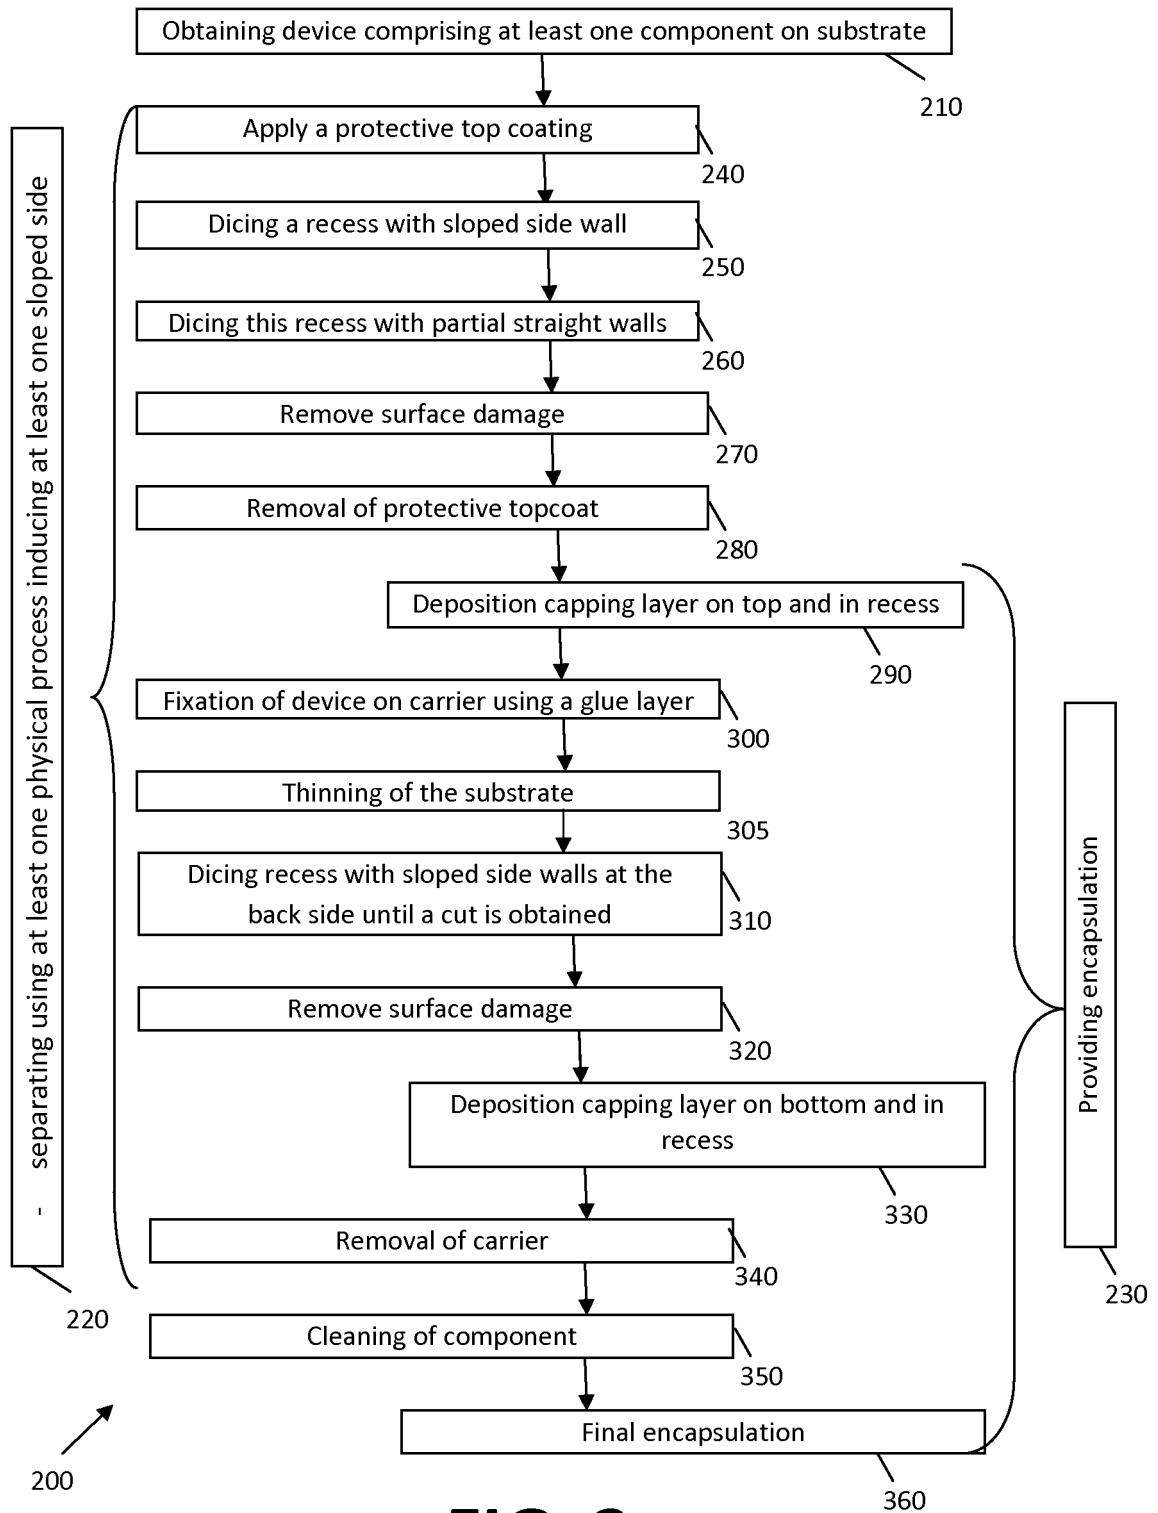 Obtaining device comprising at least one component on substrate
210
Apply a protective top coating
240
Dicing a recess with sloped side wall
250
Dicing this recess with partial straight walls
260
Remove surface damage
270
Removal of protective topcoat
280
Deposition capping layer on top and in recess
290
Fixation of device on carrier using a glue layer
300
Thinning of the substrate
305
Dicing recess with sloped side walls at the
back side until a cut is obtained
310
Remove surface damage
320
Deposition capping layer on bottom and in
recess
330
Removal of carrier
340
Cleaning of component
350
Final encapsulation
360
- separating using at least one physical process inducing at least one sloped side
220
Providing encapsulation
230
200